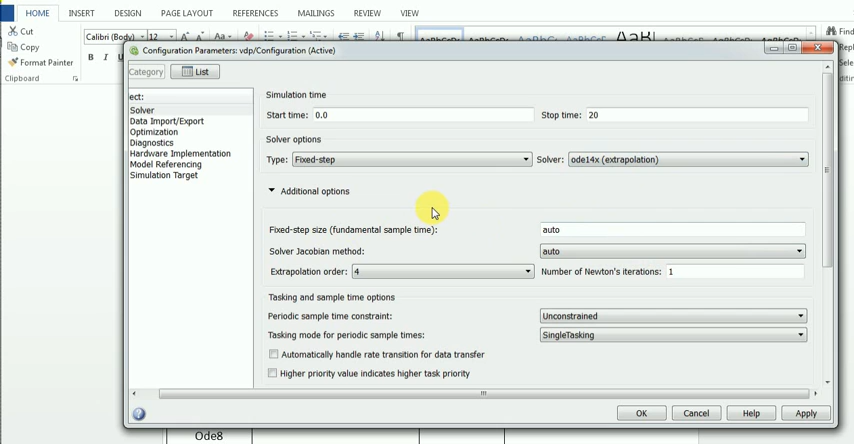 HOME INSERT DESIGN PAGE LAYOUT REFERENCES MAILINGS REVIEW VIEW
Cut
Copy
Format Painter
Clipboard
Calibri (Body) 12 Aa
B I U
Find
Configuration Parameters: vdp/Configuration (Active)
Category List
ect:
Solver
Data Import/Export
Optimization
Diagnostics
Hardware Implementation
Model Referencing
Simulation Target
Simulation time
Start time: 0.0 Stop time: 20
Solver options
Type: Fixed-step Solver: ode14x (extrapolation)
Additional options
Fixed-step size (fundamental sample time): auto
Solver Jacobian method: auto
Extrapolation order: 4 Number of Newton's iterations: 1
Tasking and sample time options
Periodic sample time constraint: Unconstrained
Tasking mode for periodic sample times: SingleTasking
Automatically handle rate transition for data transfer
Higher priority value indicates higher task priority
OK Cancel Help Apply
Ode8